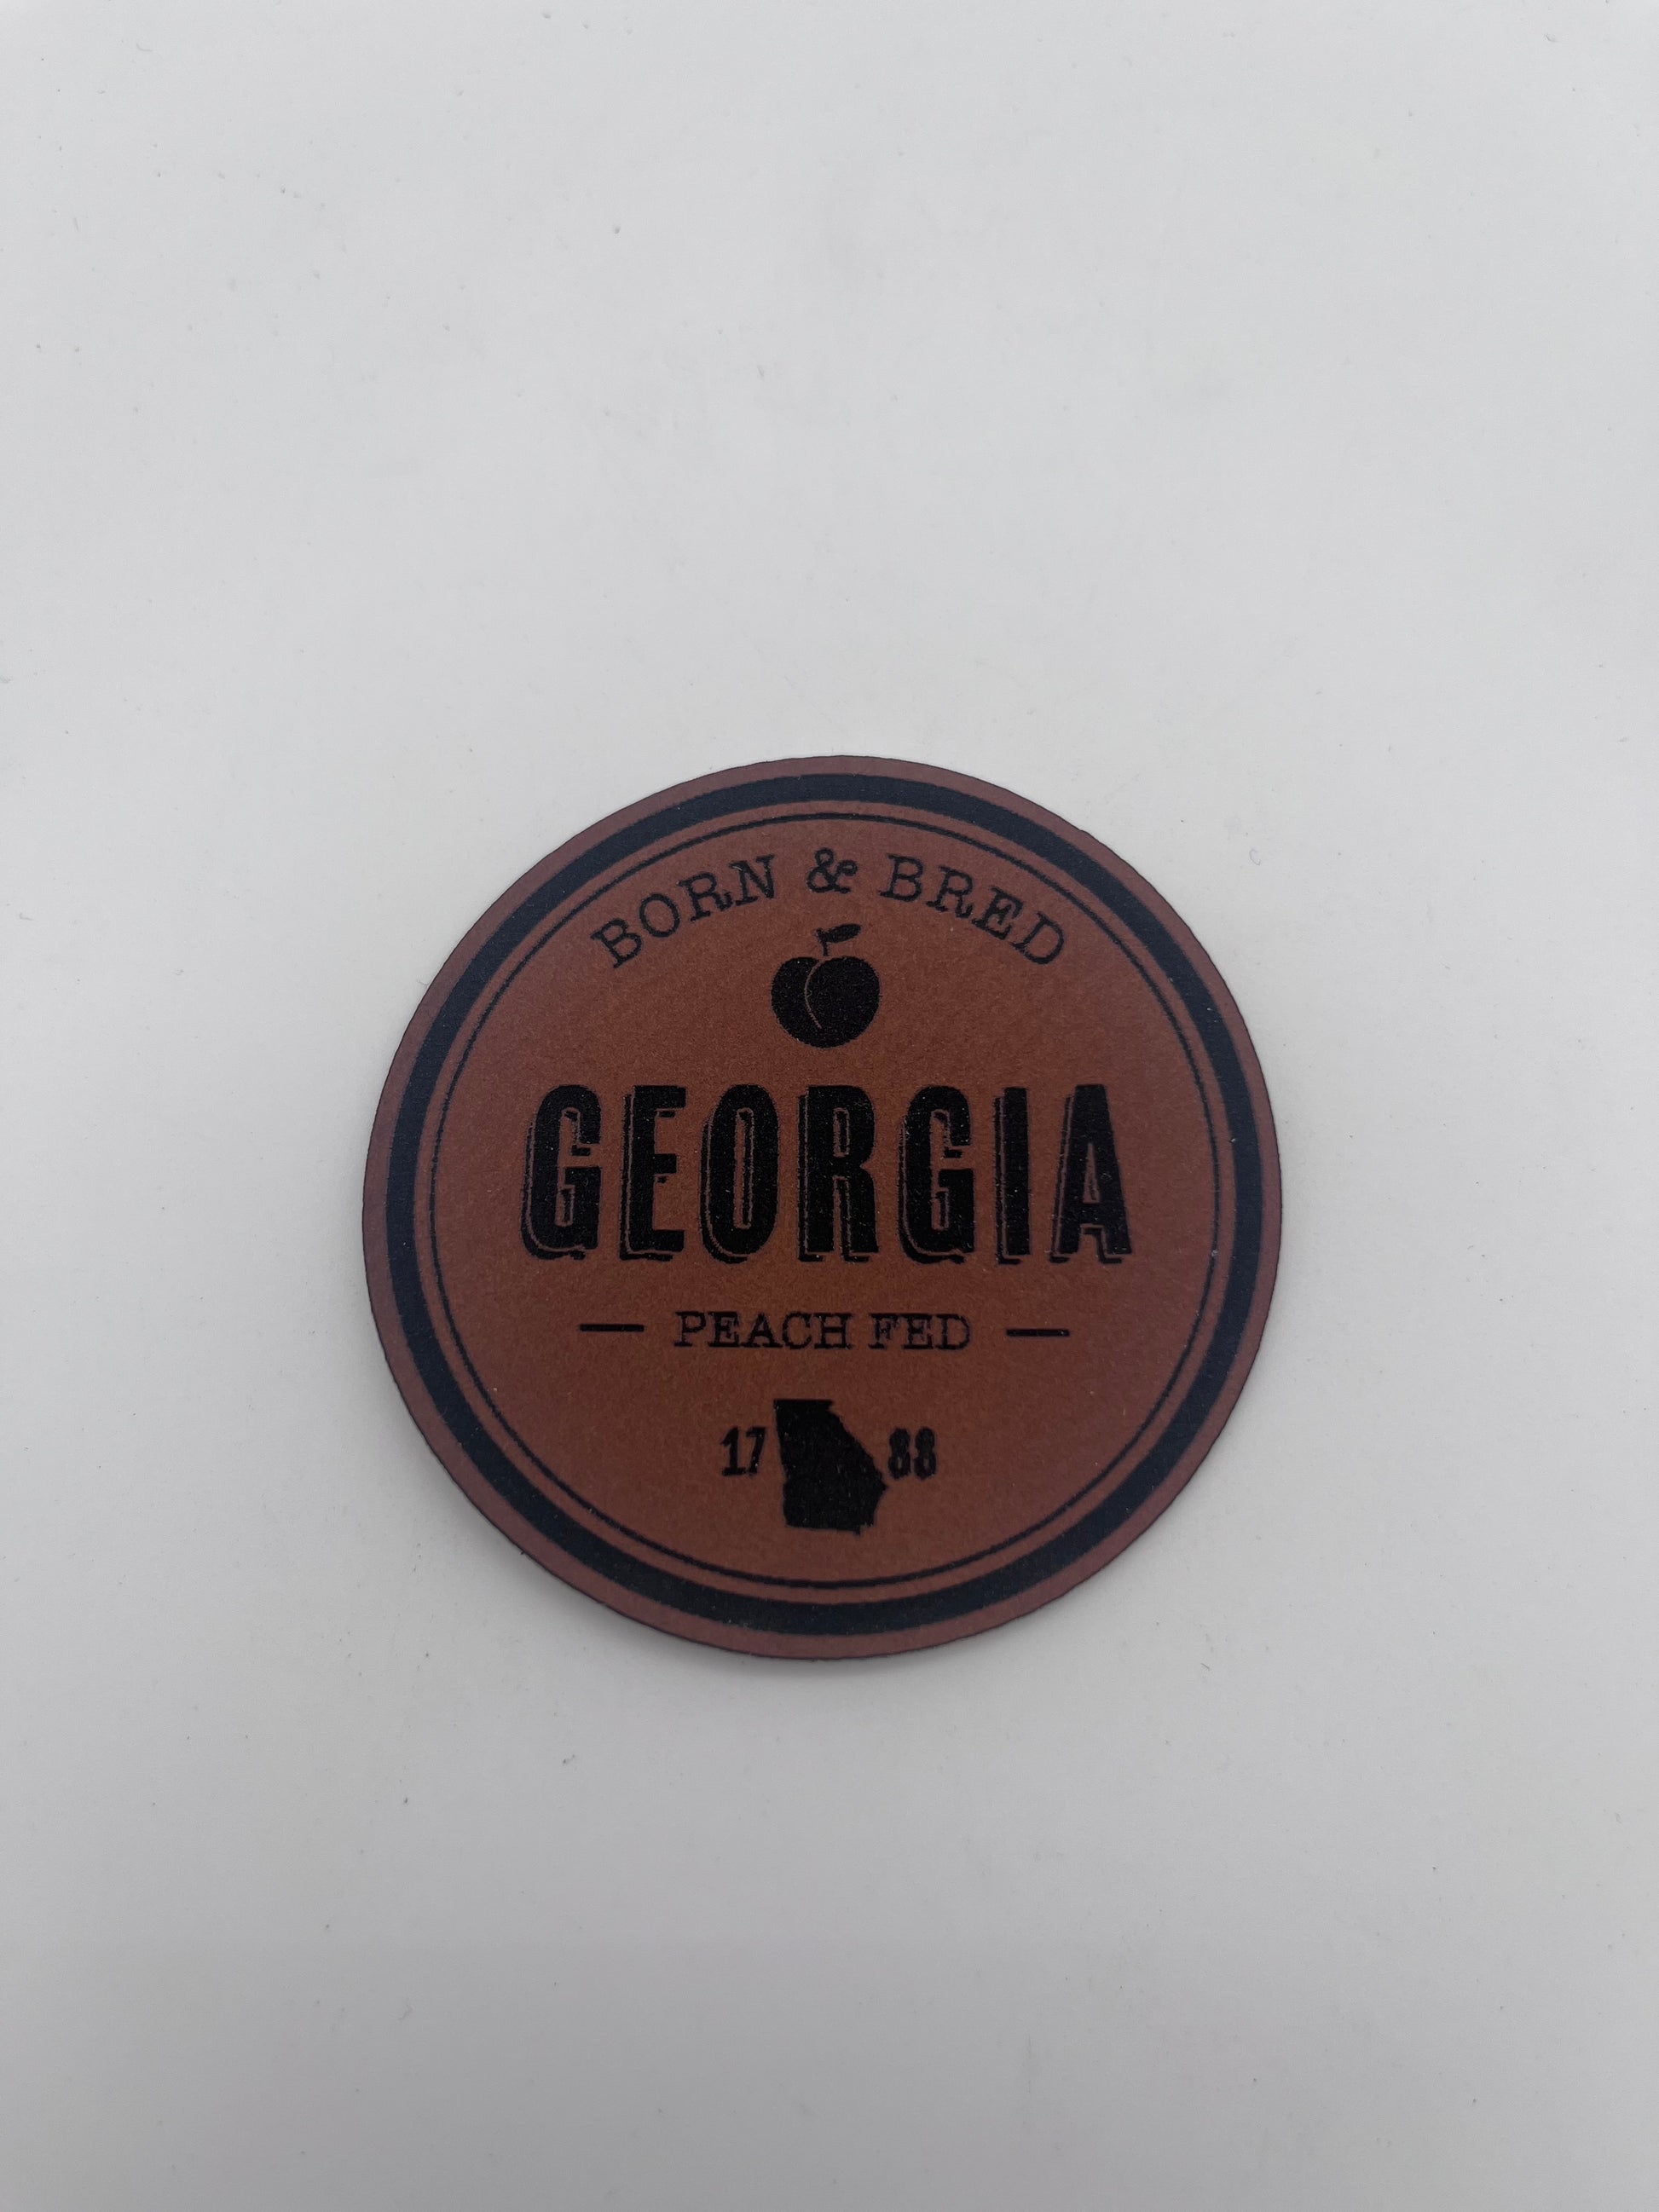 BORN & BRED
GEORGIA
PEACH FED
17 88